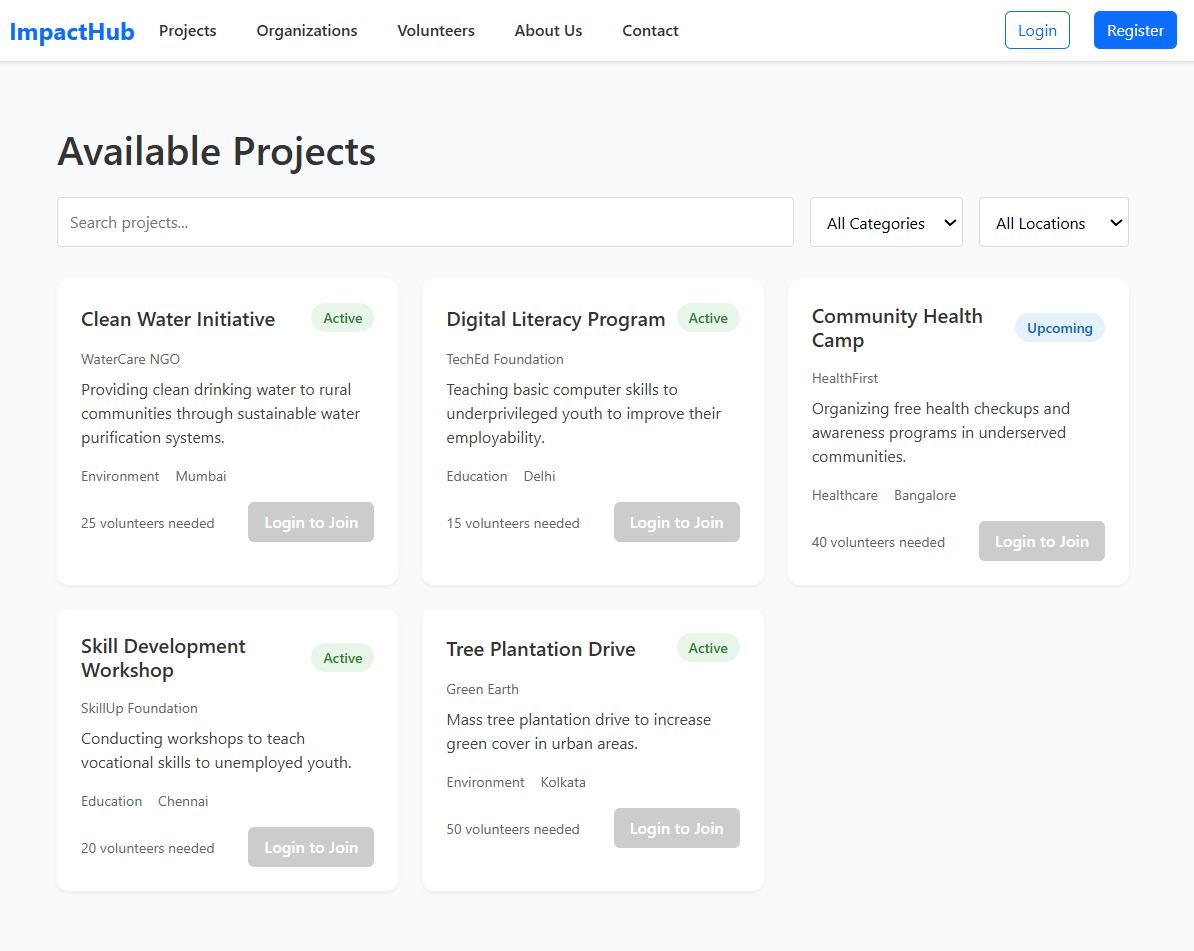 ImpactHub Projects Organizations Volunteers About Us Contact Login Register
Available Projects
Search projects... All Categories All Locations
Clean Water Initiative Active
WaterCare NGO
Providing clean drinking water to rural
communities through sustainable water
purification systems.
Environment Mumbai
25 volunteers needed Login to Join
Digital Literacy Program Active
TechEd Foundation
Teaching basic computer skills to
underprivileged youth to improve their
employability.
Education Delhi
15 volunteers needed Login to Join
Community Health
Camp
Upcoming
HealthFirst
Organizing free health checkups and
awareness programs in underserved
communities.
Healthcare Bangalore
40 volunteers needed Login to Join
Skill Development
Workshop
Active
SkillUp Foundation
Conducting workshops to teach
vocational skills to unemployed youth.
Education Chennai
20 volunteers needed Login to Join
Tree Plantation Drive Active
Green Earth
Mass tree plantation drive to increase
green cover in urban areas.
Environment Kolkata
50 volunteers needed Login to Join